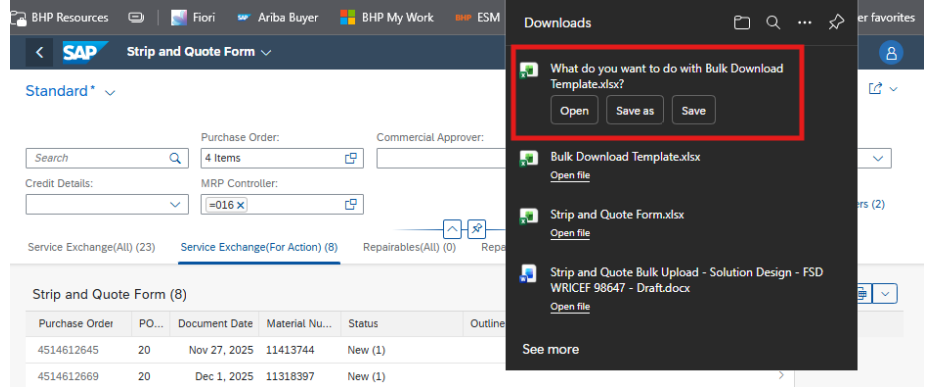 BHP Resources Fiori Ariba Buyer BHP My Work BHP ESM er favorites
SAP Strip and Quote Form
Standard*
Purchase Order: Commercial Approver:
Search 4 Items
Credit Details: MRP Controller:
=016
ers (2)
Service Exchange(All) (23) Service Exchange(For Action) (8) Repairables(All) (0) Repa
Strip and Quote Form (8)
Purchase Order PO... Document Date Material Nu... Status Outline
4514612645 20 Nov 27, 2025 11413744 New (1)
4514612669 20 Dec 1, 2025 11318397 New (1)
Downloads
What do you want to do with Bulk Download
Template.xlsx?
Open Save as Save
Bulk Download Template.xlsx
Open file
Strip and Quote Form.xlsx
Open file
Strip and Quote Bulk Upload - Solution Design - FSD
WRICEF 98647 - Draft.docx
Open file
See more